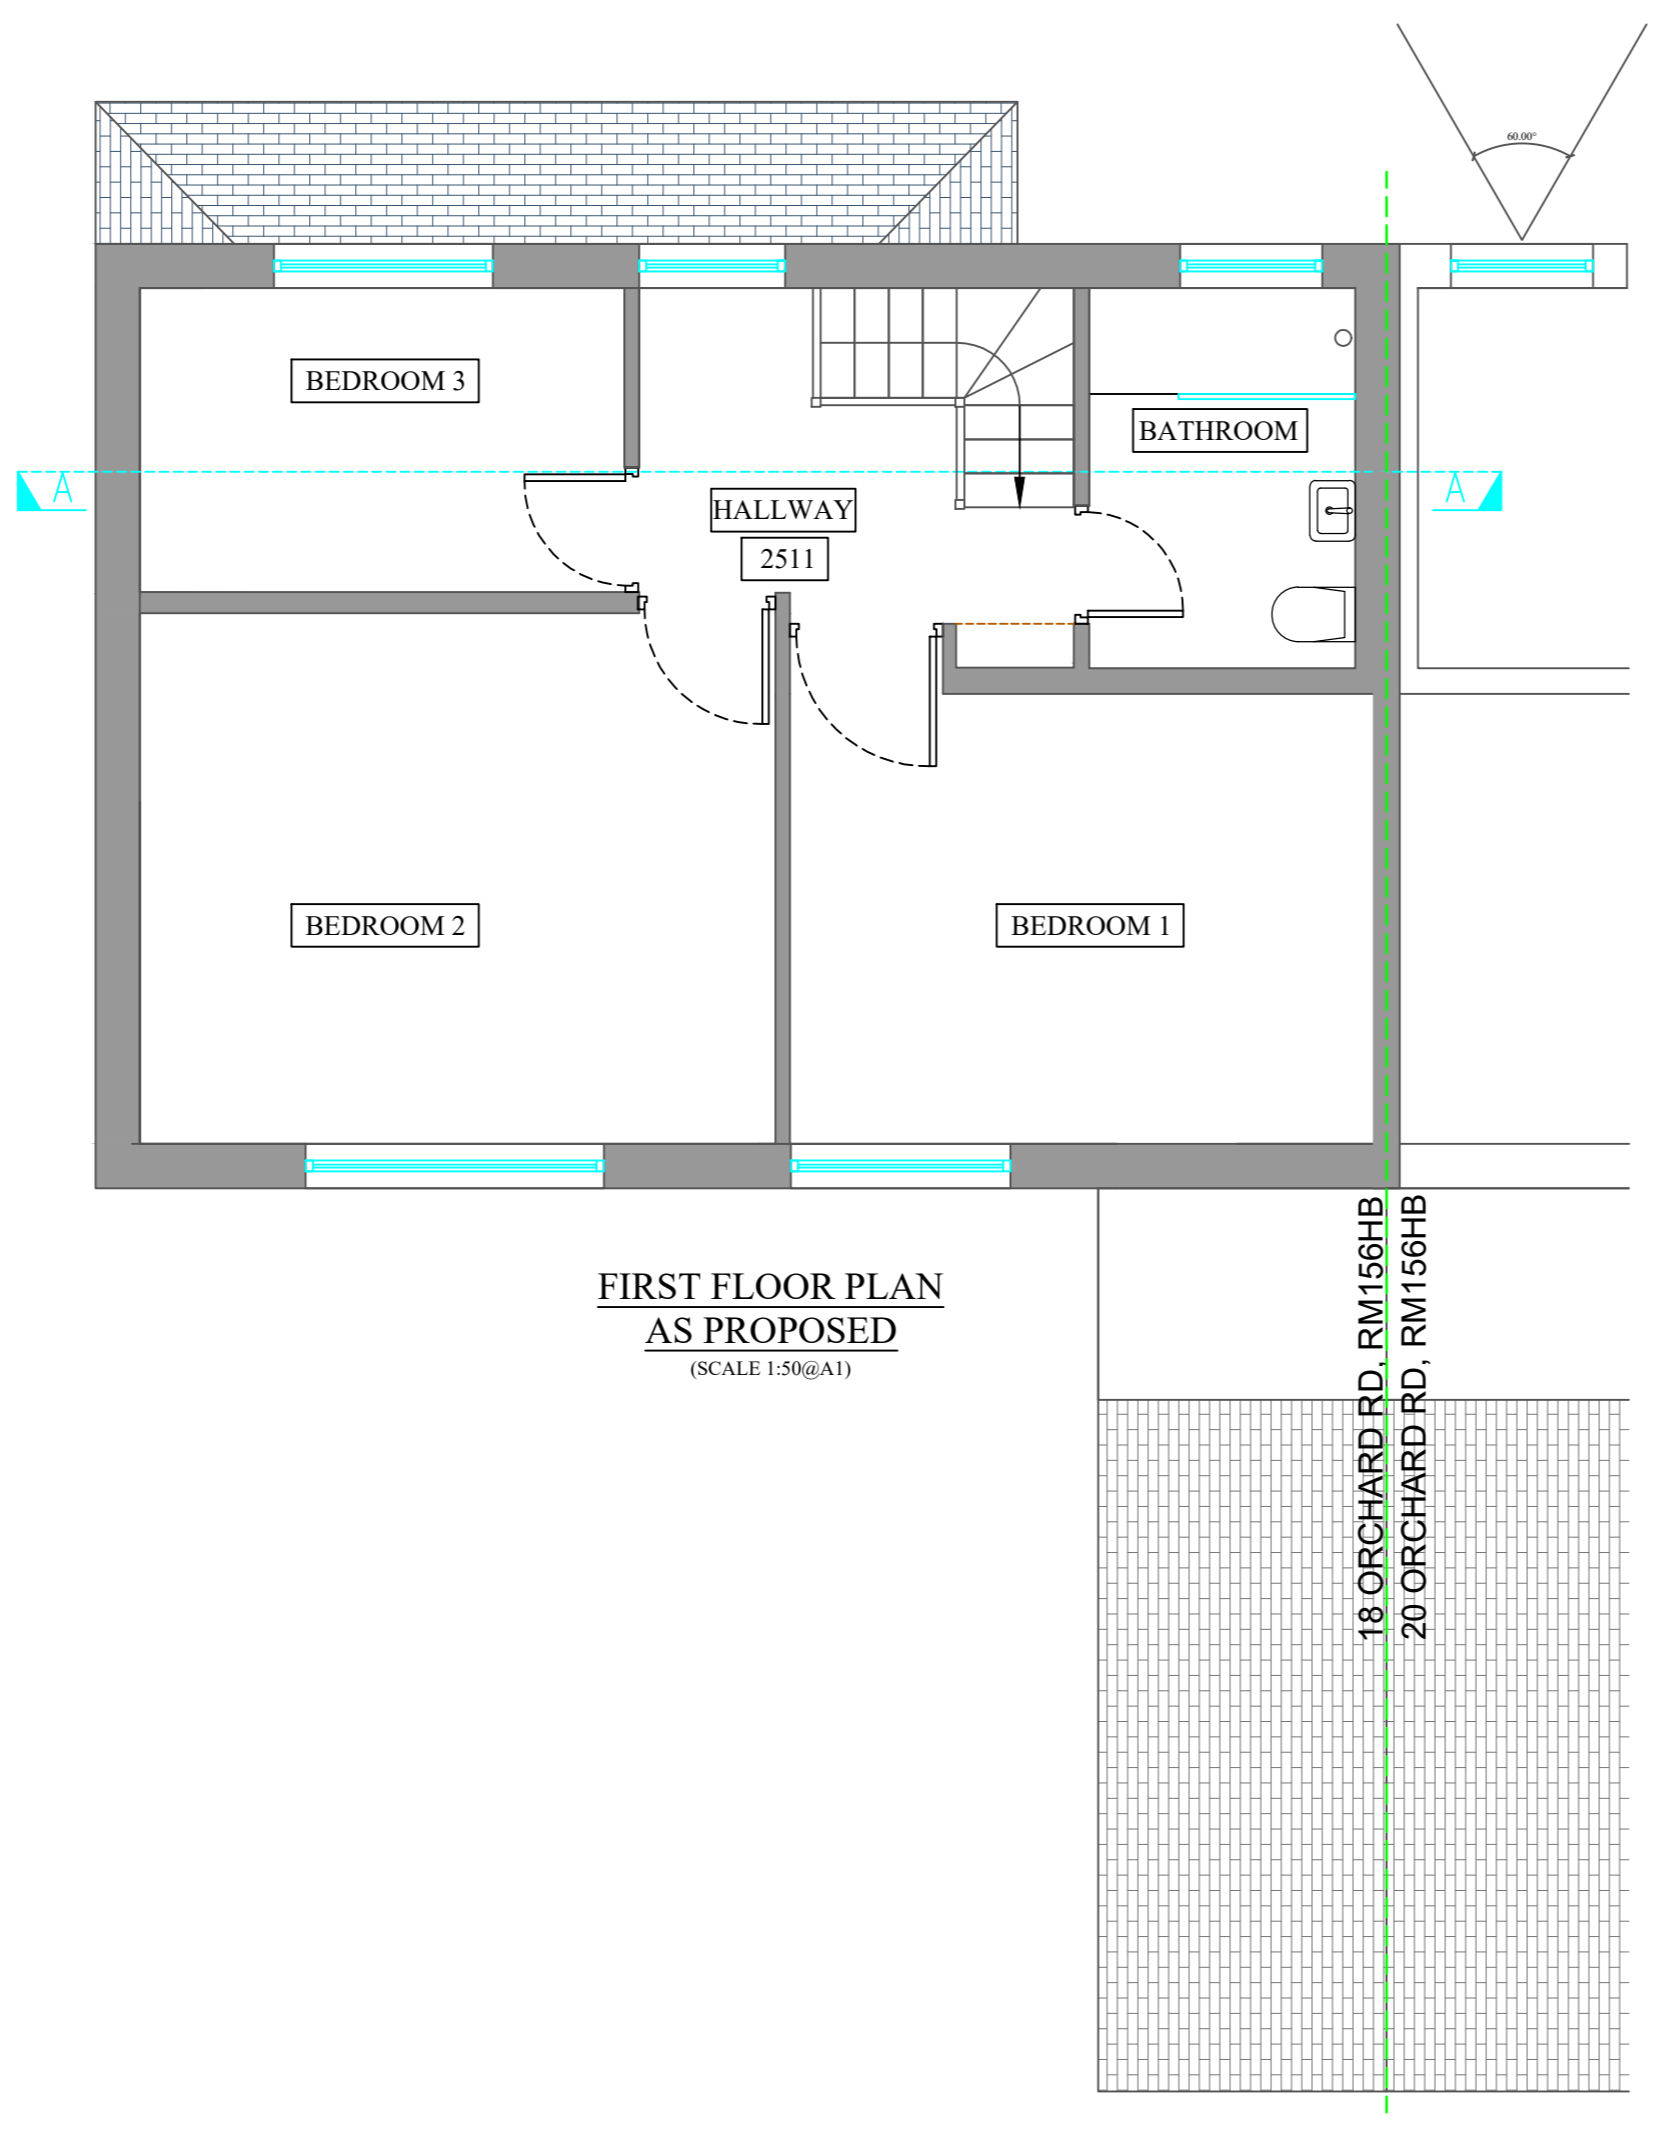 60.00°
BEDROOM 3
BATHROOM
A
HALLWAY
A
2511
BEDROOM 2
BEDROOM 1
FIRST FLOOR PLAN
AS PROPOSED
(SCALE 1:50@A1)
18 ORCHARD RD, RM156HB
20 ORCHARD RD, RM156HB